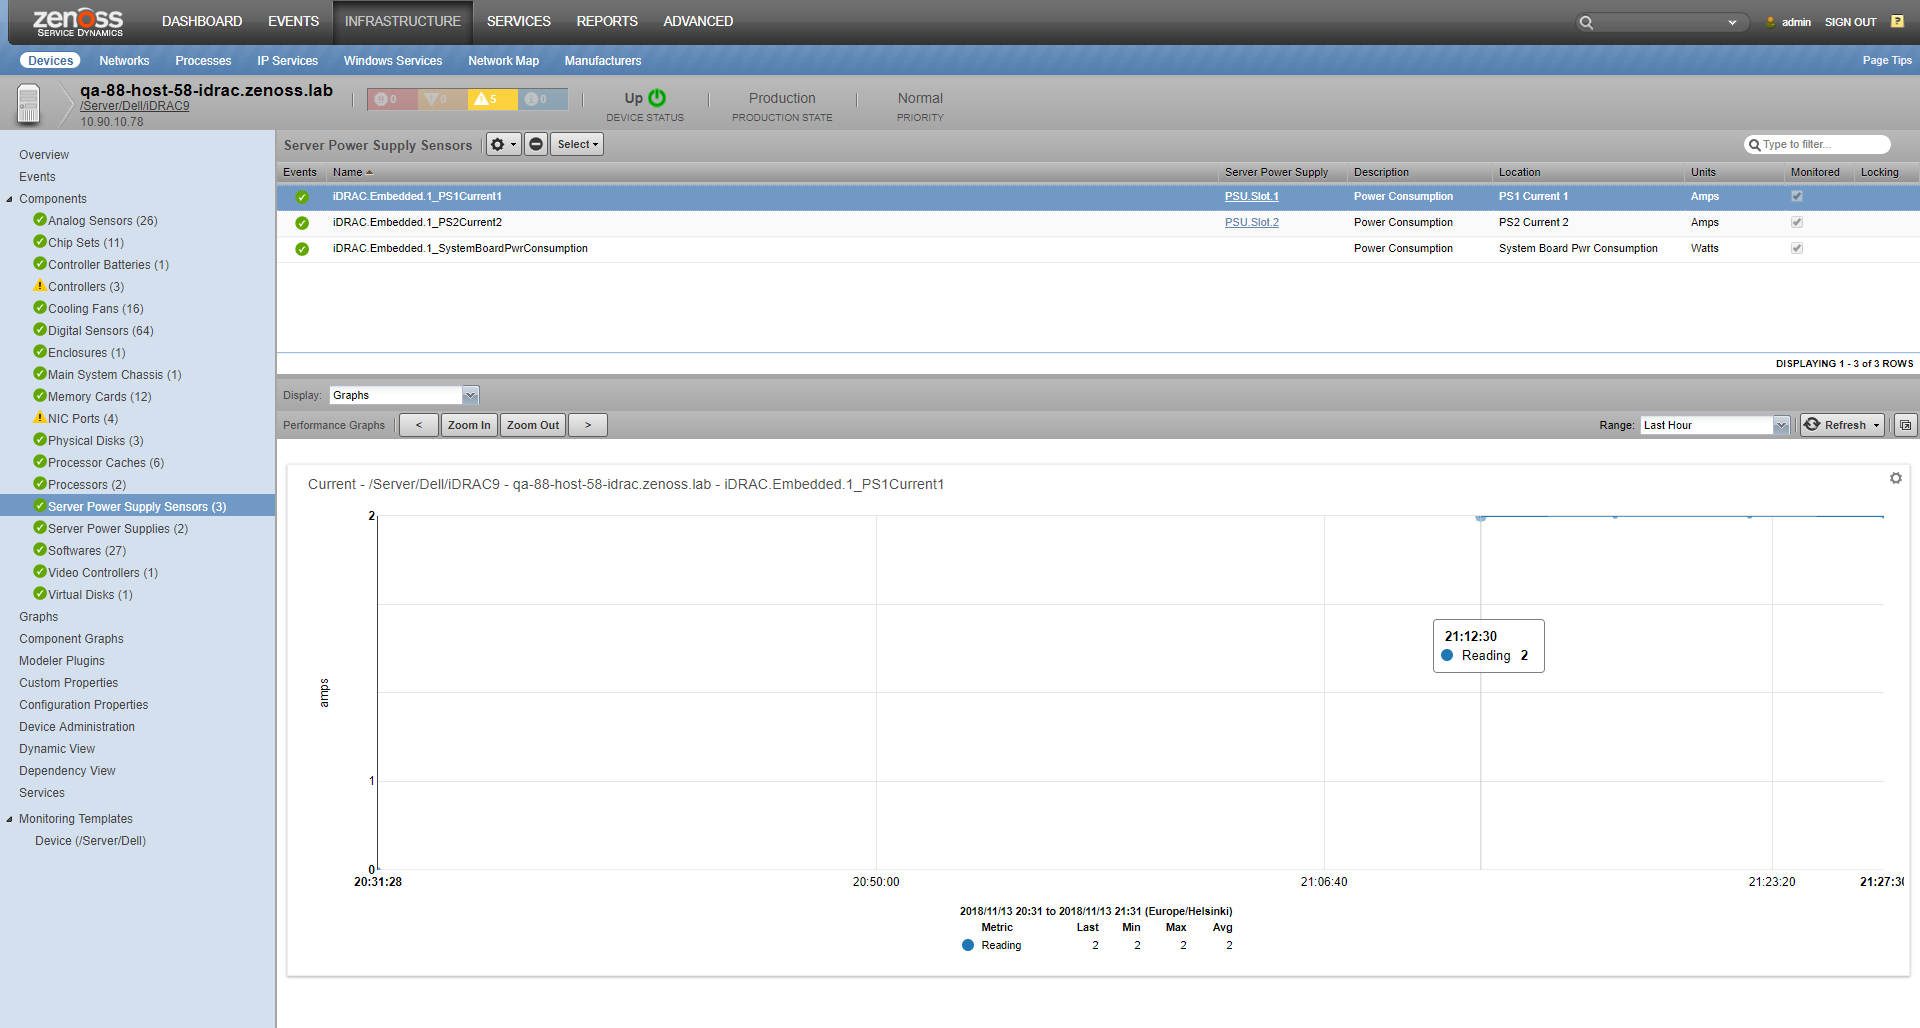 zenoss
SERVICE DYNAMICS
DASHBOARD EVENTS INFRASTRUCTURE SERVICES REPORTS ADVANCED
admin SIGN OUT ?
Devices Networks Processes IP Services Windows Services Network Map Manufacturers
Page Tips
qa-88-host-58-idrac.zenoss.lab
/Server/Dell/iDRAC9
10.90.10.78
0 0 5 0
Up
DEVICE STATUS
Production
PRODUCTION STATE
Normal
PRIORITY
Overview
Events
Components
Analog Sensors (26)
Chip Sets (11)
Controller Batteries (1)
Controllers (3)
Cooling Fans (16)
Digital Sensors (64)
Enclosures (1)
Main System Chassis (1)
Memory Cards (12)
NIC Ports (4)
Physical Disks (3)
Processor Caches (6)
Processors (2)
Server Power Supply Sensors (3)
Server Power Supplies (2)
Softwares (27)
Video Controllers (1)
Virtual Disks (1)
Graphs
Component Graphs
Modeler Plugins
Custom Properties
Configuration Properties
Device Administration
Dynamic View
Dependency View
Services
Monitoring Templates
Device (/Server/Dell)
Server Power Supply Sensors
Select
Type to filter...
Events Name Server Power Supply Description Location Units Monitored Locking
iDRAC.Embedded.1_PS1Current1 PSU.Slot.1 Power Consumption PS1 Current 1 Amps
iDRAC.Embedded.1_PS2Current2 PSU.Slot.2 Power Consumption PS2 Current 2 Amps
iDRAC.Embedded.1_SystemBoardPwrConsumption Power Consumption System Board Pwr Consumption Watts
DISPLAYING 1 - 3 of 3 ROWS
Display: Graphs
Performance Graphs < Zoom In Zoom Out >
Range: Last Hour Refresh
Current - /Server/Dell/iDRAC9 - qa-88-host-58-idrac.zenoss.lab - iDRAC.Embedded.1_PS1Current1
2
21:12:30
Reading 2
amps
1
0
20:31:28 20:50:00 21:06:40 21:23:20 21:27:30
2018/11/13 20:31 to 2018/11/13 21:31 (Europe/Helsinki)
Metric Last Min Max Avg
Reading 2 2 2 2